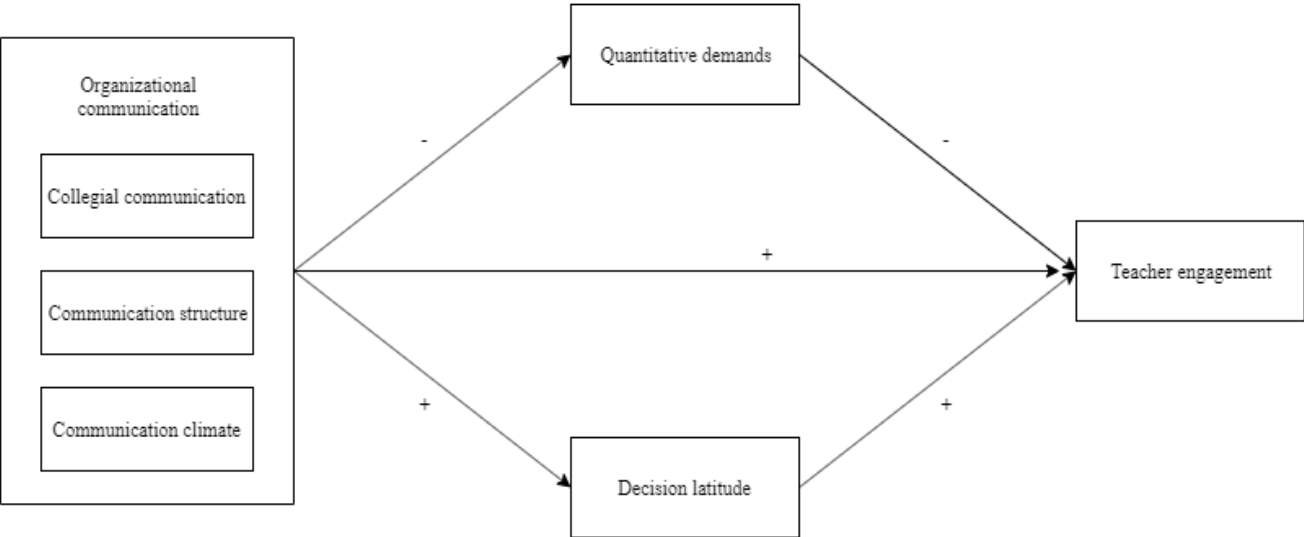 Organizational
communication
Collegial communication
Communication structure
Communication climate
-
+
+
Quantitative demands
Decision latitude
-
+
Teacher engagement